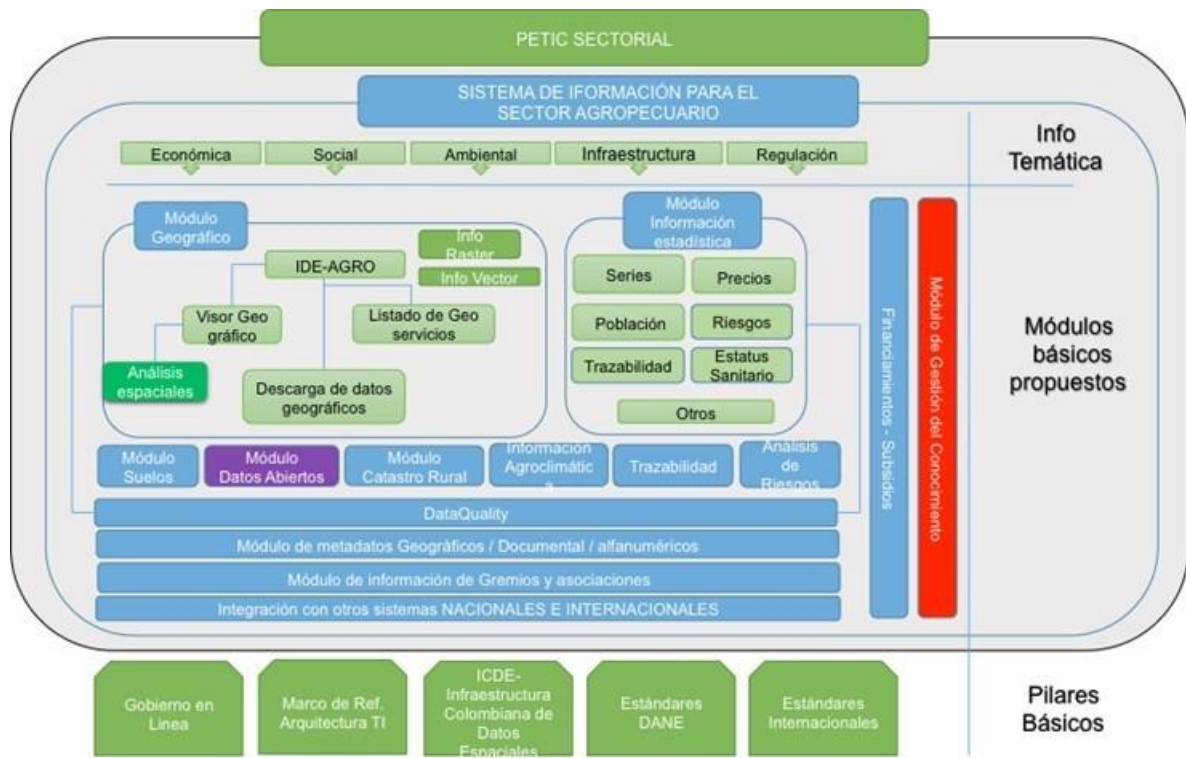 PETIC SECTORIAL
SISTEMA DE IFORMACIÓN PARA EL
SECTOR AGROPECUARIO
Económica
Social
Ambiental
Infraestructura
Regulación
Info
Temática
Módulo
Geográfico
Info
Raster
Info Vector
IDE-AGRO
Visor Geo
gráfico
Listado de Geo
servicios
Análisis
espaciales
Descarga de datos
geográficos
Módulo
Información
estadística
Series
Precios
Población
Riesgos
Trazabilidad
Estatus
Sanitario
Otros
Financiamientos - Subsidios
Módulo de Gestión del Conocimiento
Módulos
básicos
propuestos
Módulo
Suelos
Módulo
Datos Abiertos
Módulo
Catastro Rural
Información
Agroclimátic
a
Trazabilidad
Análisis
de
Riesgos
DataQuality
Módulo de metadatos Geográficos / Documental / alfanuméricos
Módulo de información de Gremios y asociaciones
Integración con otros sistemas NACIONALES E INTERNACIONALES
Gobierno en
Linea
Marco de Ref.
Arquitectura TI
ICDE-
Infraestructura
Colombiana de
Datos
Espaciales
Estándares
DANE
Estándares
Internacionales
Pilares
Básicos